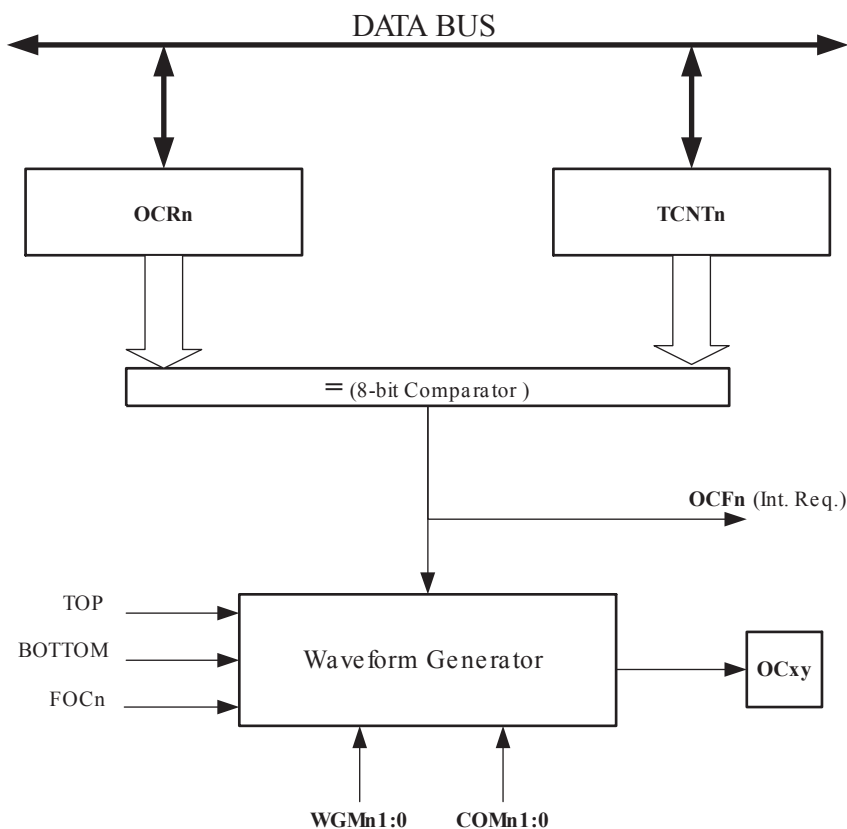 DATA BUS
OCRn
TCNTn
= (8-bit Comparator )
OCFn (Int. Req.)
TOP
BOTTOM
FOCn
Waveform Generator
OCxy
WGMn1:0
COMn1:0